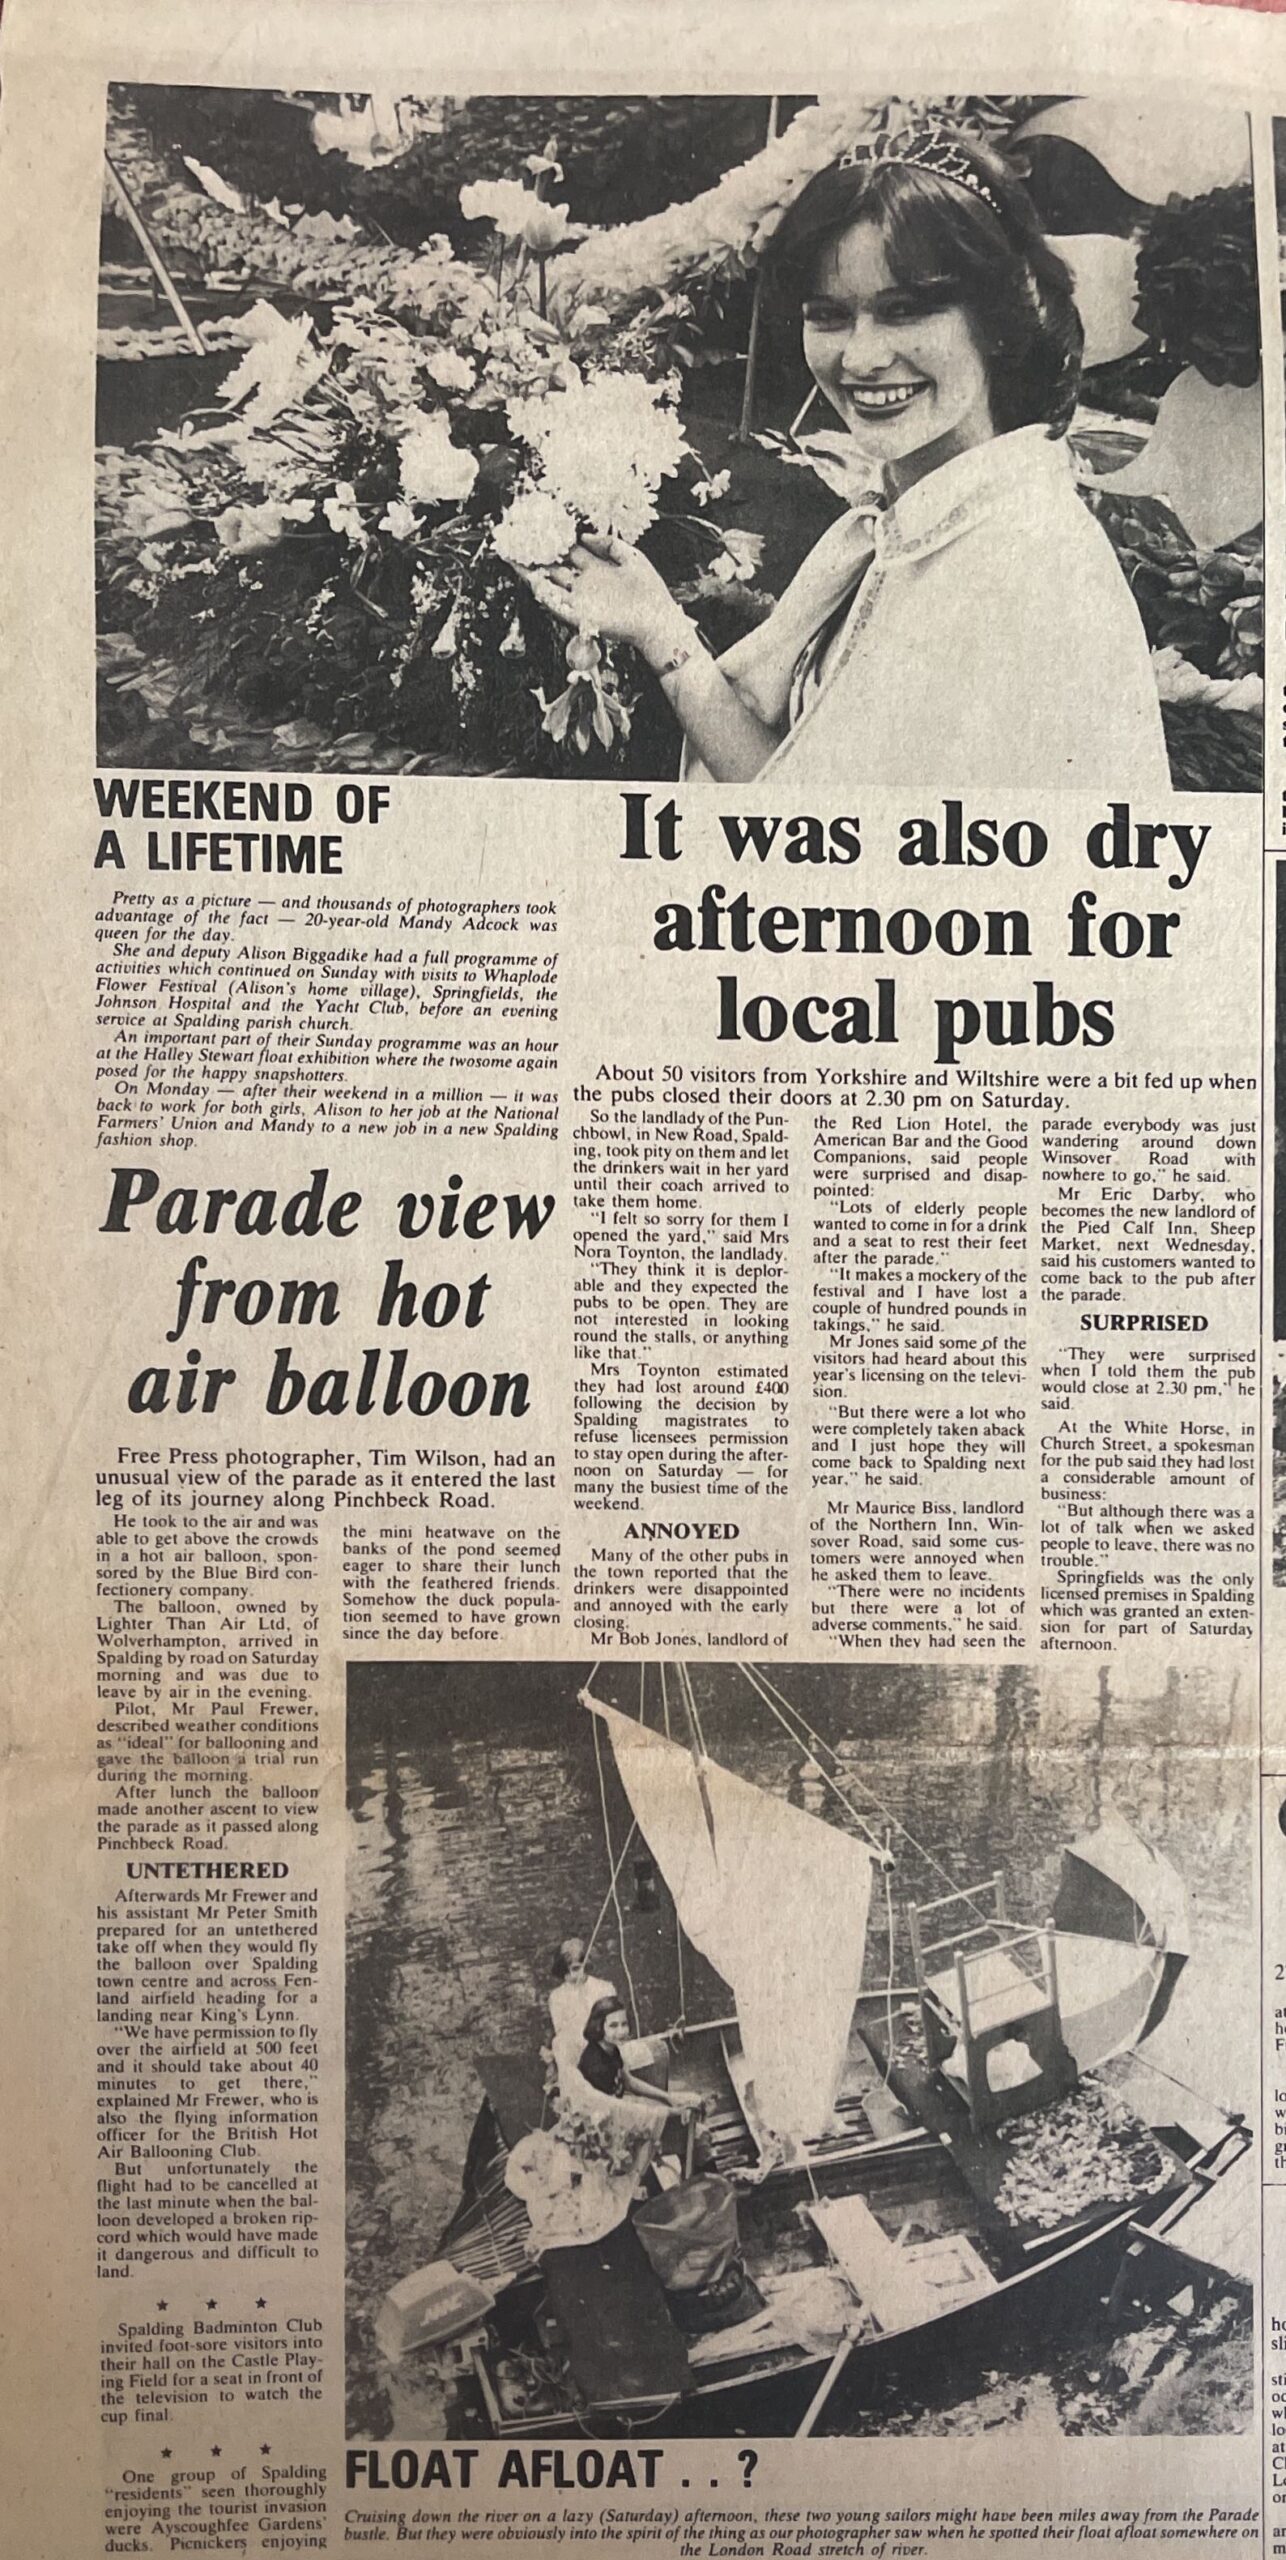 WEEKEND OF
A LIFETIME
Pretty as a picture — and thousands of photographers took
advantage of the fact — 20-year-old Mandy Adcock was
queen for the day.
She and deputy Alison Biggadike had a full programme of
activities which continued on Sunday with visits to Whaplode
Flower Festival (Alison's home village), Springfields, the
Johnson Hospital and the Yacht Club, before an evening
service at Spalding parish church.
An important part of their Sunday programme was an hour
at the Halley Stewart float exhibition where the twosome again
posed for the happy snapshotters.
On Monday — after their weekend in a million — it was
back to work for both girls, Alison to her job at the National
Farmers' Union and Mandy to a new job in a new Spalding
fashion shop.
Parade view
from hot
air balloon
Free Press photographer, Tim Wilson, had an
unusual view of the parade as it entered the last
leg of its journey along Pinchbeck Road.
He took to the air and was
able to get above the crowds
in a hot air balloon, spon-
sored by the Blue Bird con-
fectionery company.
The balloon, owned by
Lighter Than Air Ltd, of
Wolverhampton, arrived in
Spalding by road on Saturday
morning and was due to
leave by air in the evening.
Pilot, Mr Paul Frewer,
described weather conditions
as "ideal" for ballooning and
gave the balloon a trial run
during the morning.
After lunch the balloon
made another ascent to view
the parade as it passed along
Pinchbeck Road.
UNTETHERED
Afterwards Mr Frewer and
his assistant Mr Peter Smith
prepared for an untethered
take off when they would fly
the balloon over Spalding
town centre and across Fen-
land airfield heading for a
landing near King's Lynn.
"We have permission to fly
over the airfield at 500 feet
and it should take about 40
minutes to get there,"
explained Mr Frewer, who is
also the flying information
officer for the British Hot
Air Ballooning Club.
But unfortunately the
flight had to be cancelled at
the last minute when the bal-
loon developed a broken rip-
cord which would have made
it dangerous and difficult to
land.
★ ★ ★
Spalding Badminton Club
invited foot-sore visitors into
their hall on the Castle Play-
ing Field for a seat in front of
the television to watch the
cup final.
★ ★ ★
One group of Spalding
"residents" seen thoroughly
enjoying the tourist invasion
were Ayscoughfee Gardens'
ducks. Picnickers enjoying
the mini heatwave on the
banks of the pond seemed
eager to share their lunch
with the feathered friends.
Somehow the duck popula-
tion seemed to have grown
since the day before.
It was also dry
afternoon for
local pubs
About 50 visitors from Yorkshire and Wiltshire were a bit fed up when
the pubs closed their doors at 2.30 pm on Saturday.
So the landlady of the Pun-
chbowl, in New Road, Spald-
ing, took pity on them and let
the drinkers wait in her yard
until their coach arrived to
take them home.
"I felt so sorry for them I
opened the yard," said Mrs
Nora Toynton, the landlady.
"They think it is deplor-
able and they expected the
pubs to be open. They are
not interested in looking
round the stalls, or anything
like that."
Mrs Toynton estimated
they had lost around £400
following the decision by
Spalding magistrates to
refuse licensees permission
to stay open during the after-
noon on Saturday — for
many the busiest time of the
weekend.
ANNOYED
Many of the other pubs in
the town reported that the
drinkers were disappointed
and annoyed with the early
closing.
Mr Bob Jones, landlord of
the Red Lion Hotel, the
American Bar and the Good
Companions, said people
were surprised and disap-
pointed:
"Lots of elderly people
wanted to come in for a drink
and a seat to rest their feet
after the parade."
"It makes a mockery of the
festival and I have lost a
couple of hundred pounds in
takings," he said.
Mr Jones said some of the
visitors had heard about this
year's licensing on the televi-
sion.
"But there were a lot who
were completely taken aback
and I just hope they will
come back to Spalding next
year," he said.
Mr Maurice Biss, landlord
of the Northern Inn, Win-
sover Road, said some cus-
tomers were annoyed when
he asked them to leave.
"There were no incidents
but there were a lot of
adverse comments," he said.
"When they had seen the
parade everybody was just
wandering around down
Winsover Road with
nowhere to go," he said.
Mr Eric Darby, who
becomes the new landlord of
the Pied Calf Inn, Sheep
Market, next Wednesday,
said his customers wanted to
come back to the pub after
the parade.
SURPRISED
"They were surprised
when I told them the pub
would close at 2.30 pm," he
said.
At the White Horse, in
Church Street, a spokesman
for the pub said they had lost
a considerable amount of
business:
"But although there was a
lot of talk when we asked
people to leave, there was no
trouble."
Springfields was the only
licensed premises in Spalding
which was granted an exten-
sion for part of Saturday
afternoon.
FLOAT AFLOAT . . ?
Cruising down the river on a lazy (Saturday) afternoon, these two young sailors might have been miles away from the Parade
bustle. But they were obviously into the spirit of the thing as our photographer saw when he spotted their float afloat somewhere on
the London Road stretch of river.